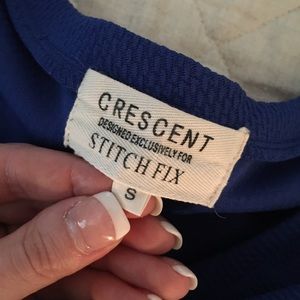 CRESCENT
DESIGNED EXCLUSIVELY FOR
STITCH FIX
S